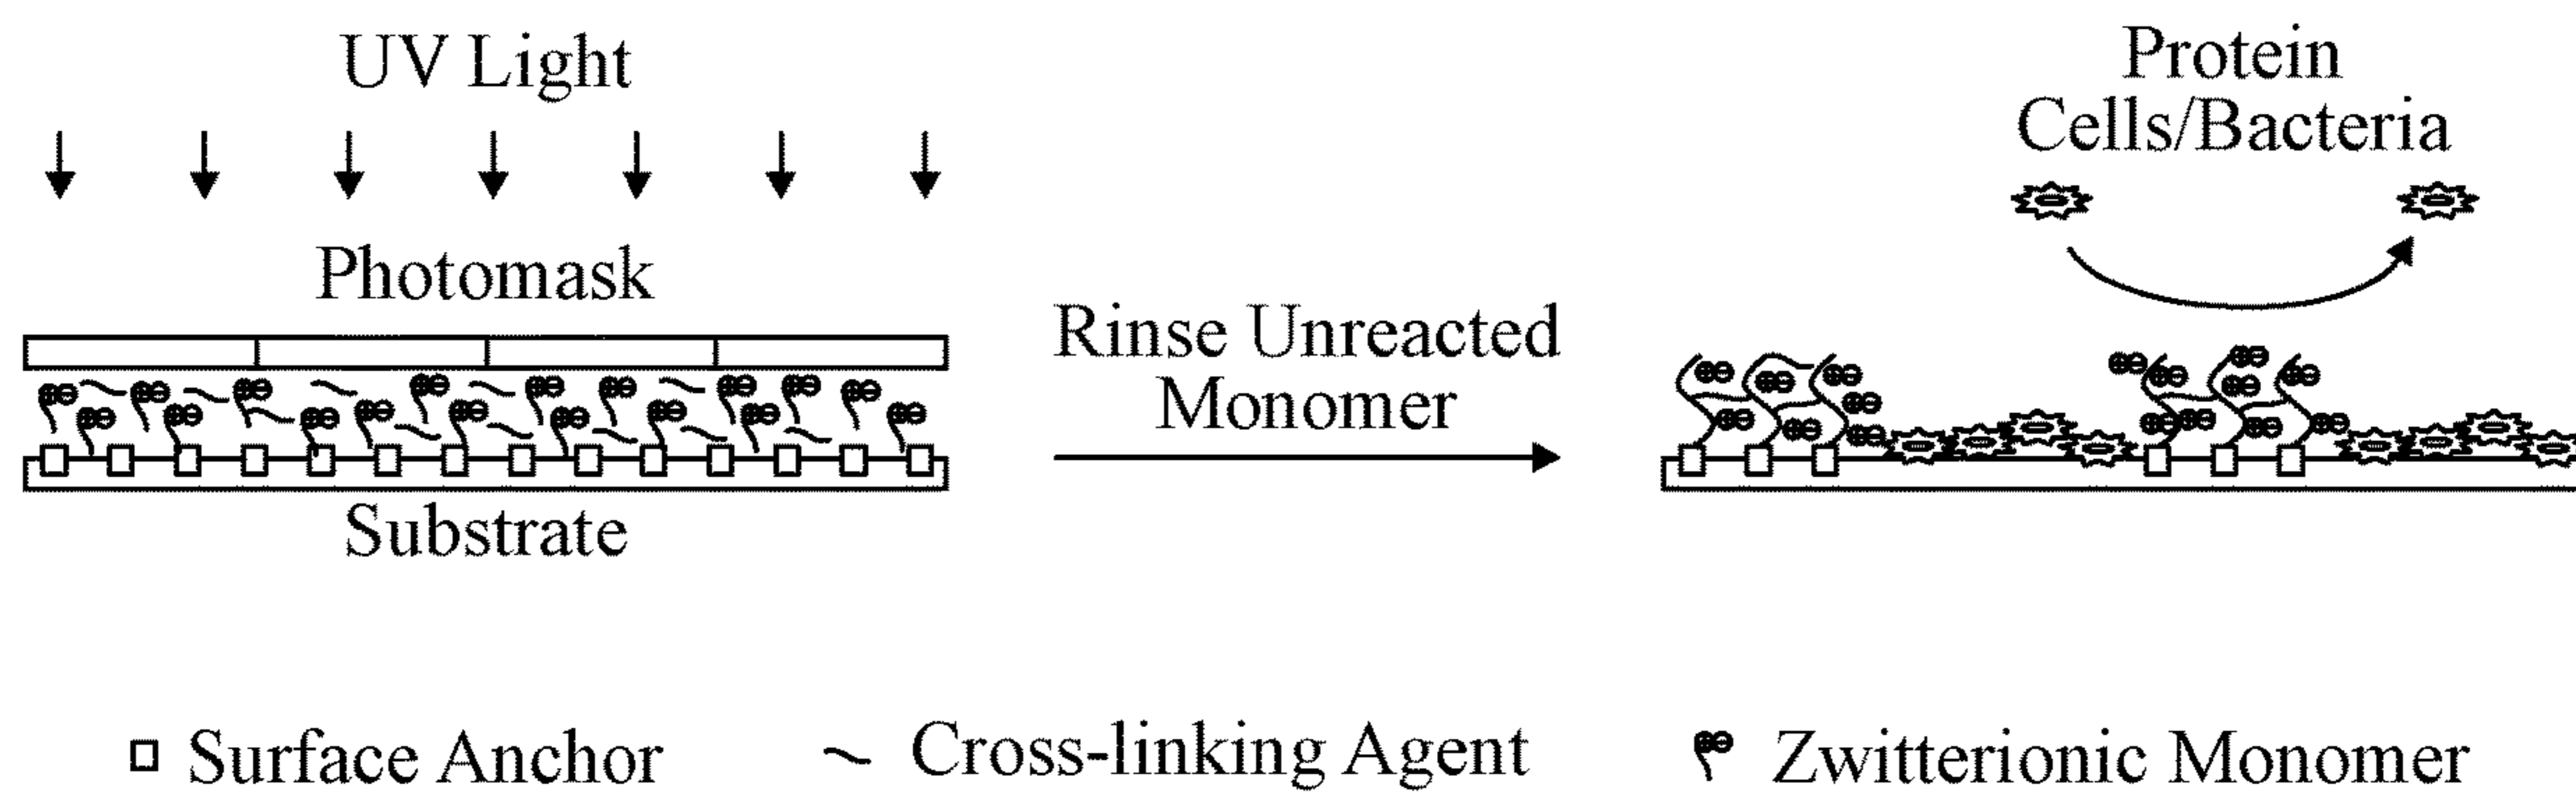 UV Light
Photomask
Substrate
Rinse Unreacted
Monomer
Protein
Cells/Bacteria
Surface Anchor
Cross-linking Agent
Zwitterionic Monomer